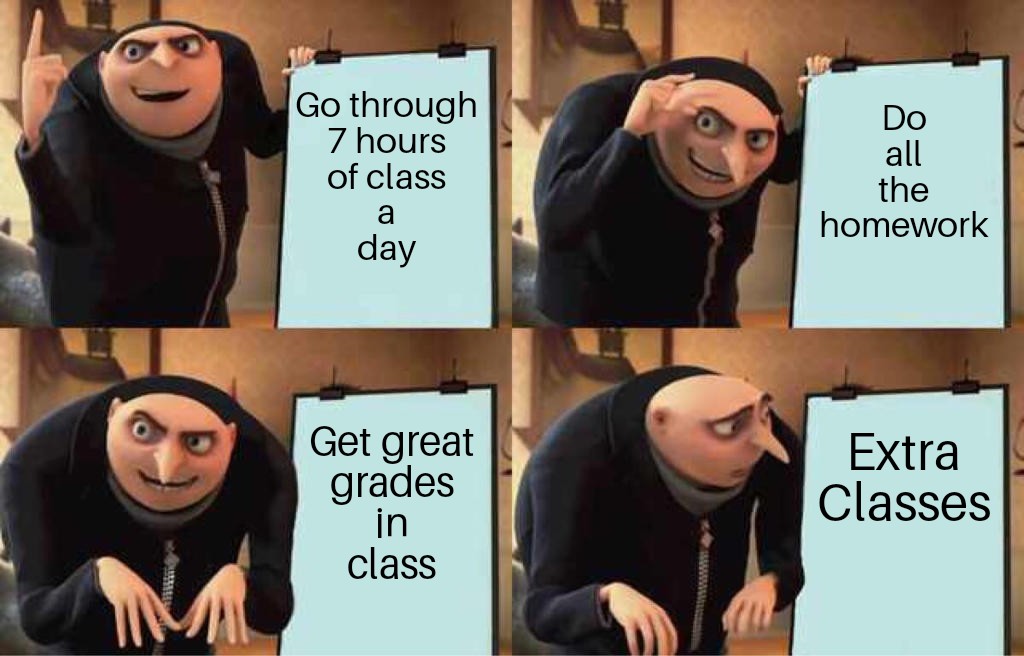 Go through
7 hours
of class
a
day
Do
all
the
homework
Get great
grades
in
class
Extra
Classes